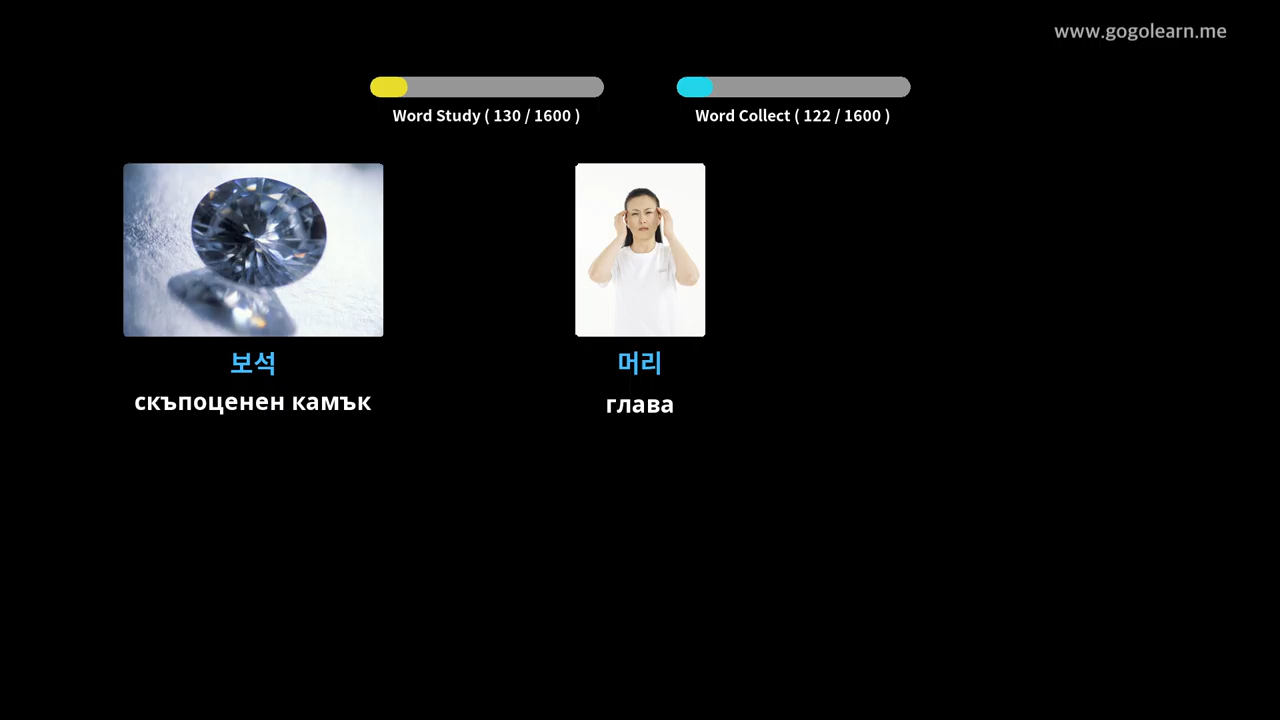 www.gogolearn.me
Word Study ( 130 / 1600 )
Word Collect ( 122 / 1600 )
보석
скъпоценен камък
머리
глава